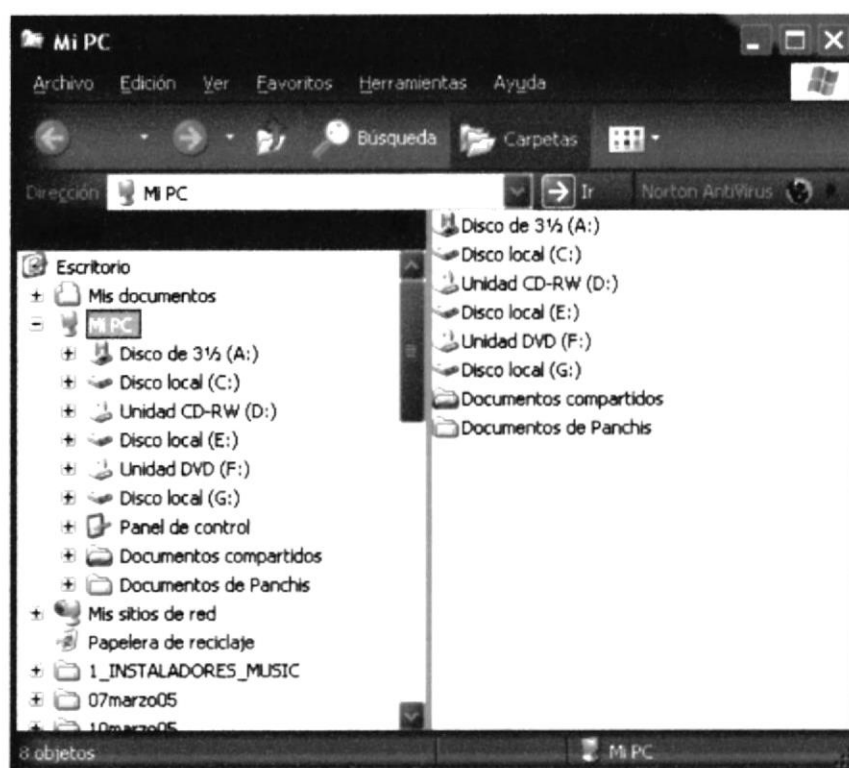 Mi PC
Archivo Edición Ver Favoritos Herramientas Ayuda
Búsqueda Carpetas
Dirección Mi PC Ir Norton AntiVirus
Escritorio
Mis documentos
Mi PC
Disco de 3½ (A:)
Disco local (C:)
Unidad CD-RW (D:)
Disco local (E:)
Unidad DVD (F:)
Disco local (G:)
Panel de control
Documentos compartidos
Documentos de Panchis
Mis sitios de red
Papelera de reciclaje
1_INSTALADORES_MUSIC
07marzo05
10marzo05
Disco de 3½ (A:)
Disco local (C:)
Unidad CD-RW (D:)
Disco local (E:)
Unidad DVD (F:)
Disco local (G:)
Documentos compartidos
Documentos de Panchis
8 objetos Mi PC